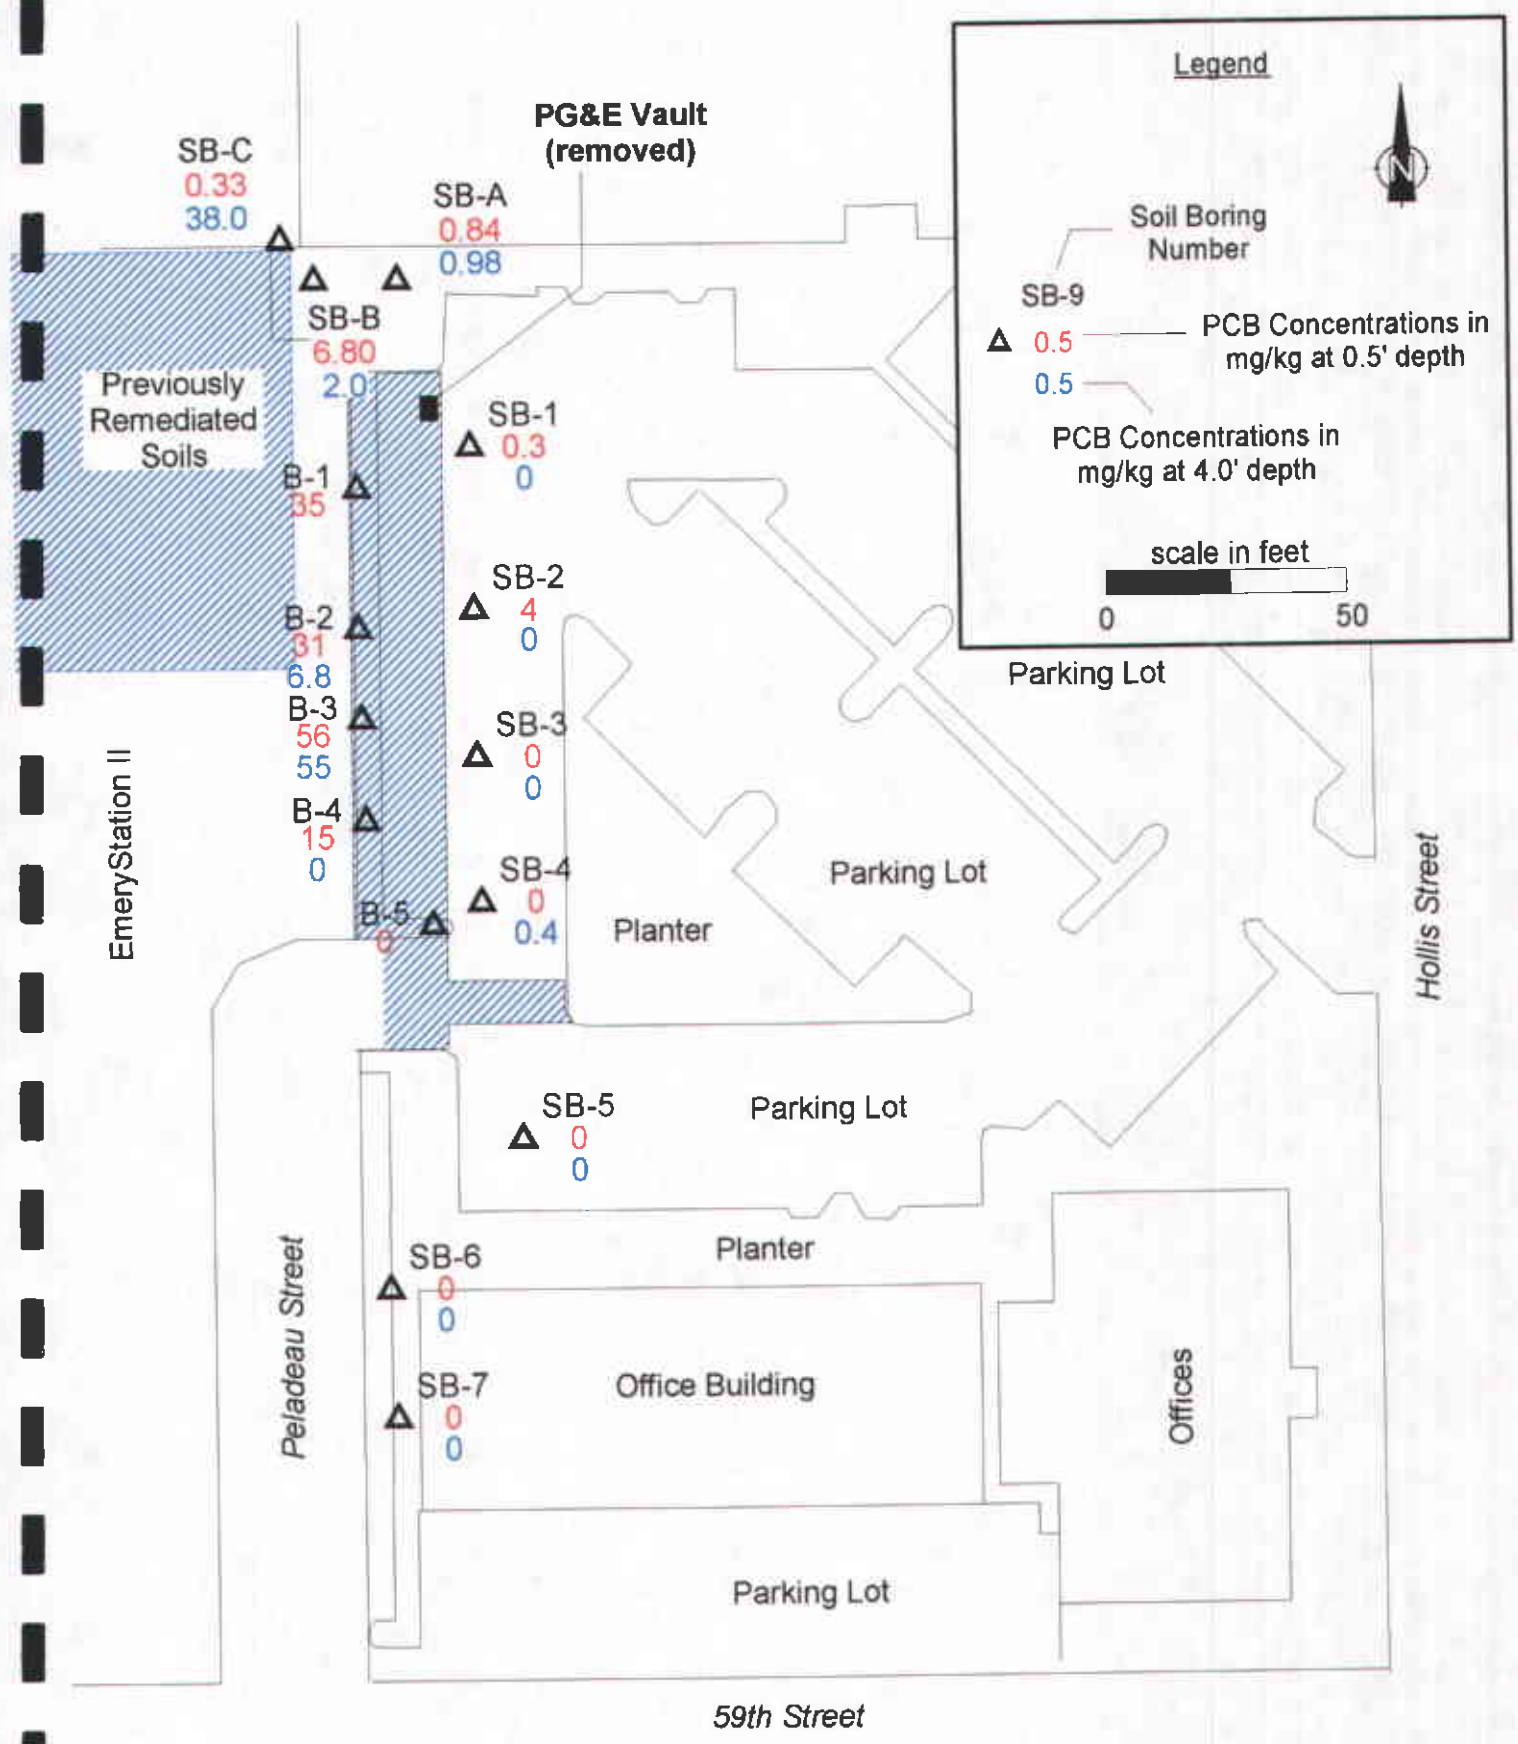 Legend
N
Soil Boring
Number
SB-9
0.5
PCB Concentrations in
mg/kg at 0.5' depth
0.5
PCB Concentrations in
mg/kg at 4.0' depth
scale in feet
0 50
PG&E Vault
(removed)
SB-C
0.33
38.0
SB-A
0.84
0.98
SB-B
6.80
2.0
Previously
Remediated
Soils
SB-1
0.3
0
B-1
35
SB-2
4
0
B-2
31
6.8
B-3
56
55
SB-3
0
0
B-4
15
0
SB-4
0
0.4
B-5
0
EmeryStation II
Parking Lot
Parking Lot
Planter
Hollis Street
SB-5
0
0
Parking Lot
Planter
SB-6
0
0
Peladeau Street
SB-7
0
0
Office Building
Offices
Parking Lot
59th Street